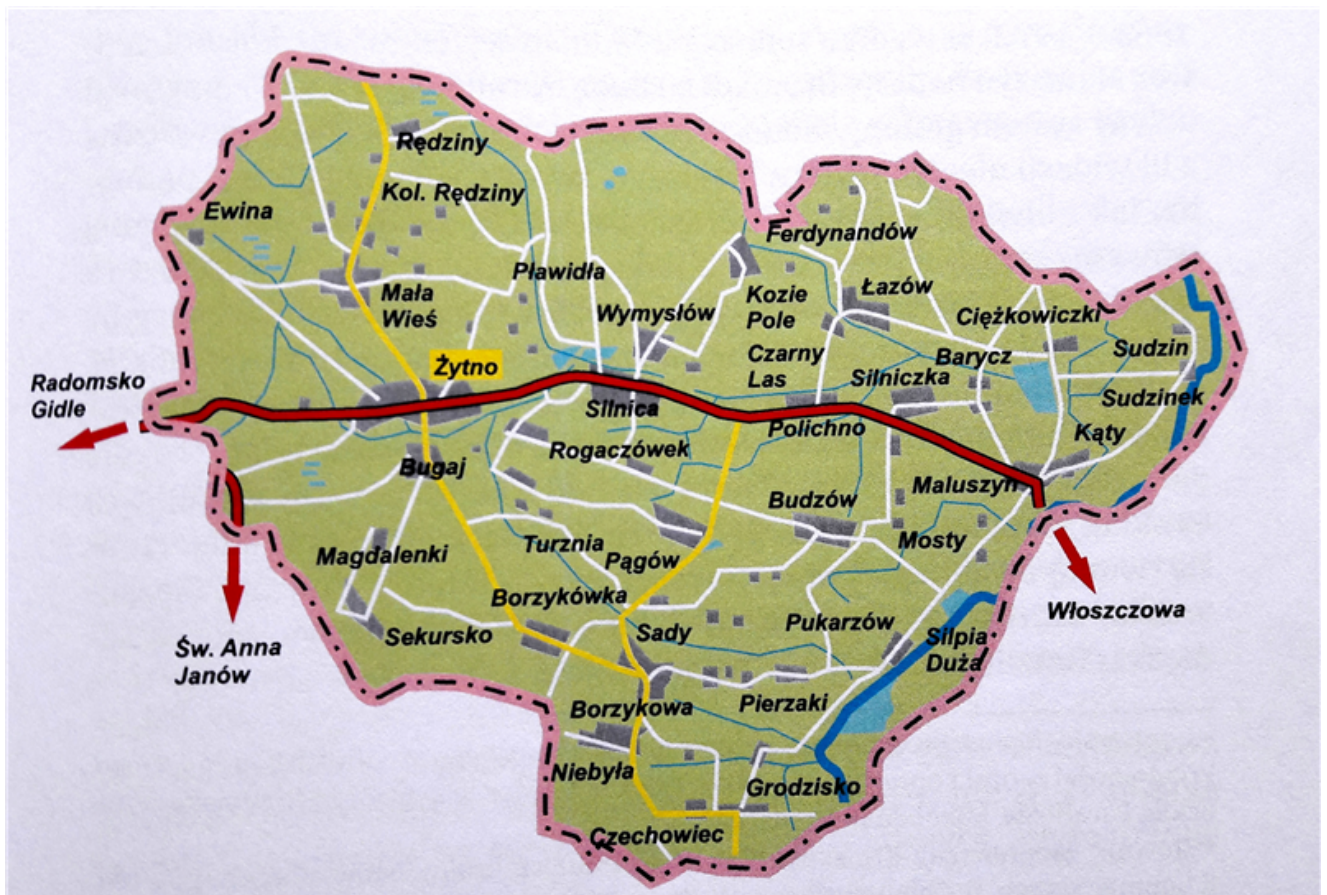 Rędziny
Kol. Rędziny
Ewina
Ferdynandów
Pławidła
Mała
Wieś
Wymysłów
Kozie
Pole
Łazów
Ciężkowiczki
Sudzin
Czarny
Las
Barycz
Silniczka
Żytno
Sudzinek
Radomsko
Gidle
Silnica
Polichno
Kąty
Rogaczówek
Bugaj
Maluszyn
Budzów
Mosty
Magdalenki
Turznia
Pągów
Borzykówka
Włoszczowa
Sekursko
Sady
Pukarzów
Silpia
Duża
Św. Anna
Janów
Borzykowa
Pierzaki
Niebyła
Grodzisko
Czechowiec